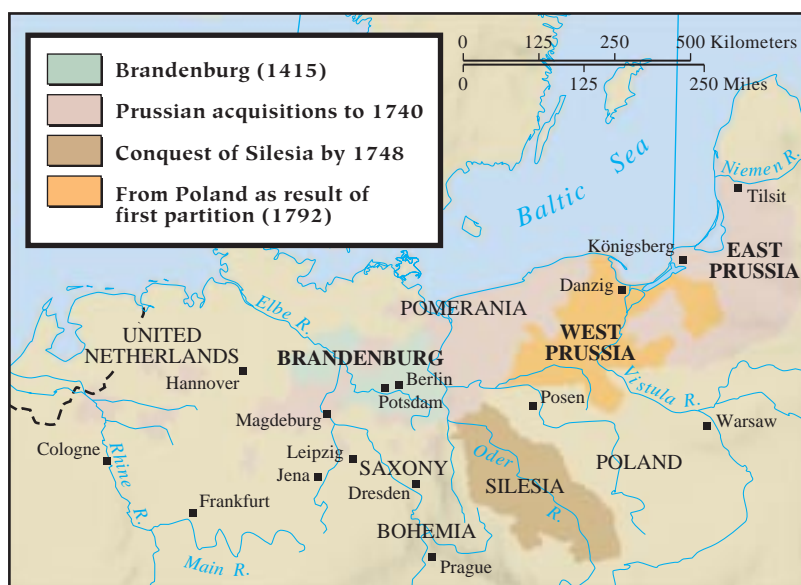 Brandenburg (1415)
Prussian acquisitions to 1740
Conquest of Silesia by 1748
From Poland as result of
first partition (1792)
0 125 250 500 Kilometers
0 125 250 Miles
Baltic Sea
Niemen R.
Tilsit
Königsberg
EAST
PRUSSIA
Danzig
POMERANIA
Elbe R.
UNITED
NETHERLANDS
WEST
PRUSSIA
BRANDENBURG
Hannover
Berlin
Potsdam
Vistula R.
Posen
Magdeburg
Warsaw
Cologne
Rhine R.
Leipzig
SAXONY
Oder R.
POLAND
Jena
Dresden
SILESIA
Frankfurt
BOHEMIA
Main R.
Prague